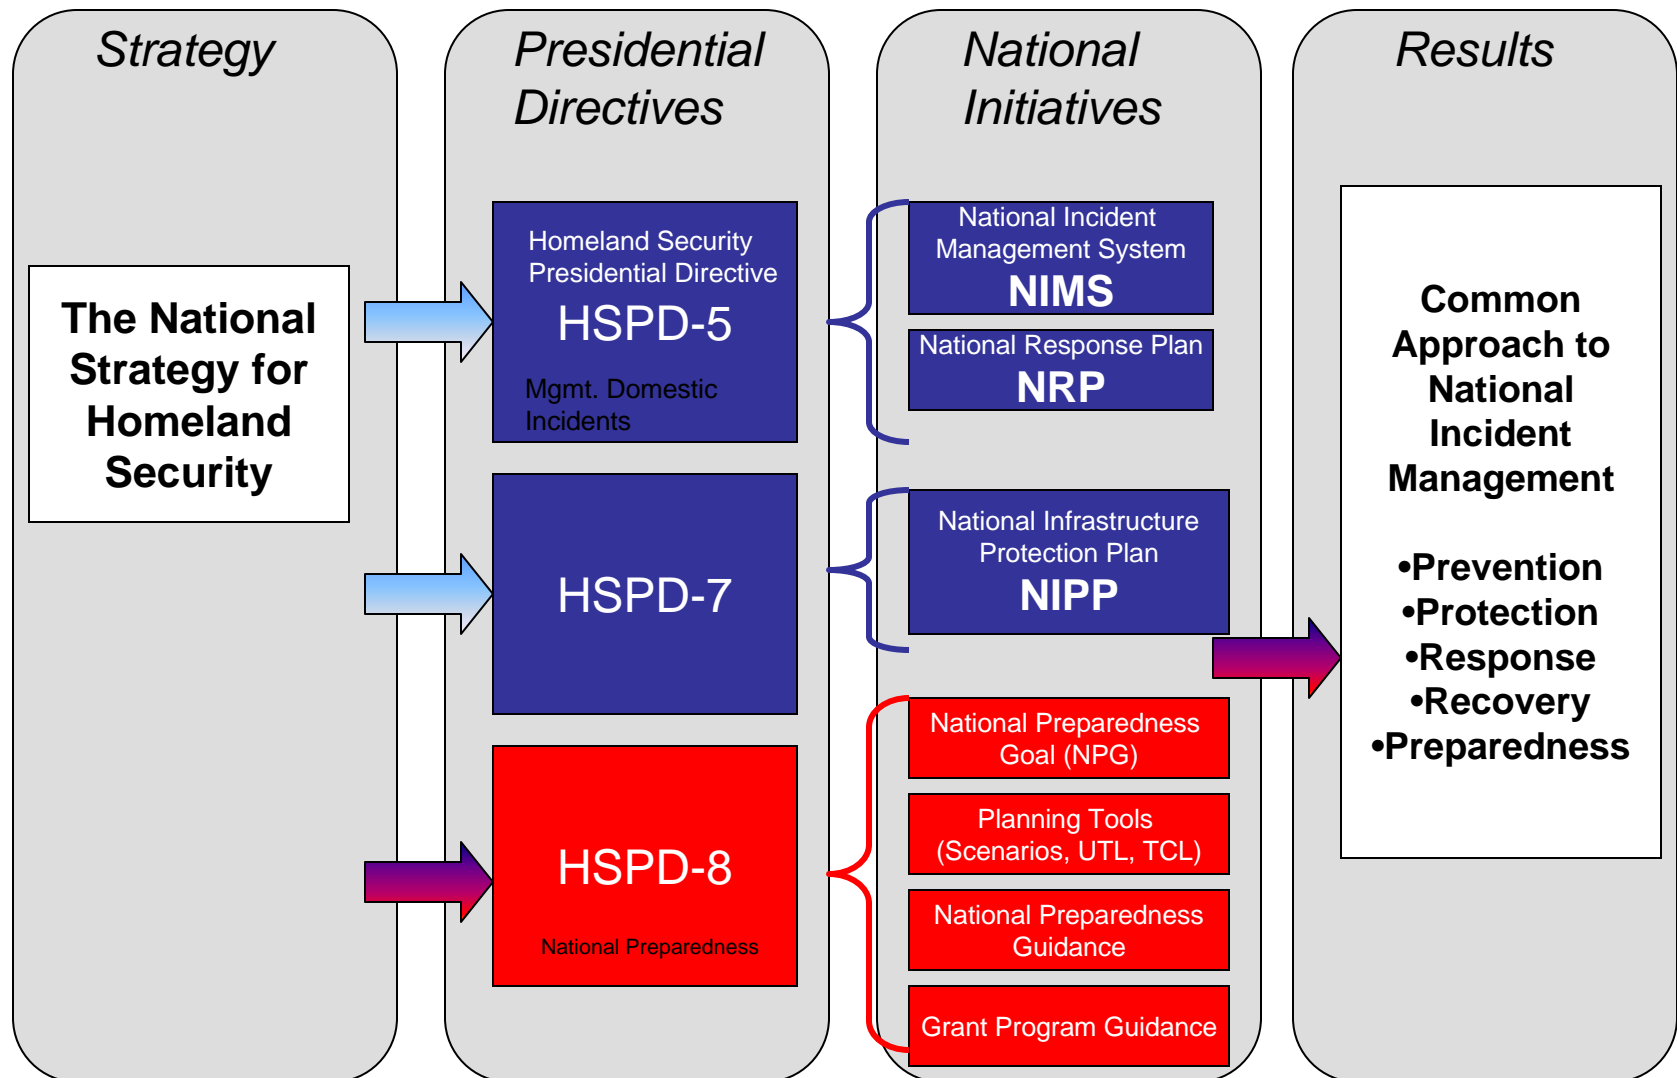 Strategy
The National
Strategy for
Homeland
Security
Presidential
Directives
Homeland Security
Presidential Directive
HSPD-5
Mgmt. Domestic
Incidents
HSPD-7
HSPD-8
National Preparedness
National
Initiatives
National Incident
Management System
NIMS
National Response Plan
NRP
National Infrastructure
Protection Plan
NIPP
National Preparedness
Goal (NPG)
Planning Tools
(Scenarios, UTL, TCL)
National Preparedness
Guidance
Grant Program Guidance
Results
Common
Approach to
National
Incident
Management
•Prevention
•Protection
•Response
•Recovery
•Preparedness